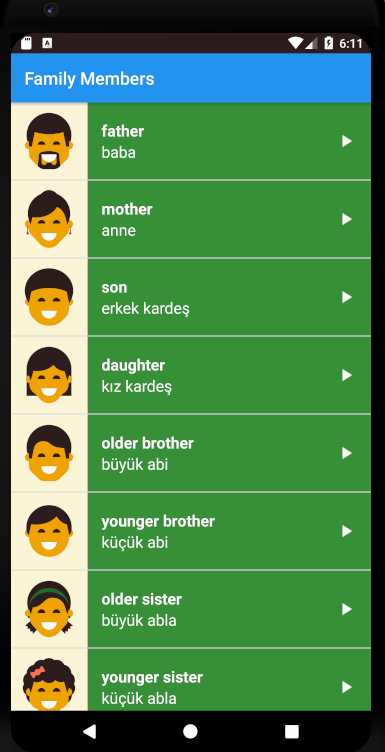 6:11
Family Members
father
baba
mother
anne
son
erkek kardeş
daughter
kız kardeş
older brother
büyük abi
younger brother
küçük abi
older sister
büyük abla
younger sister
küçük abla